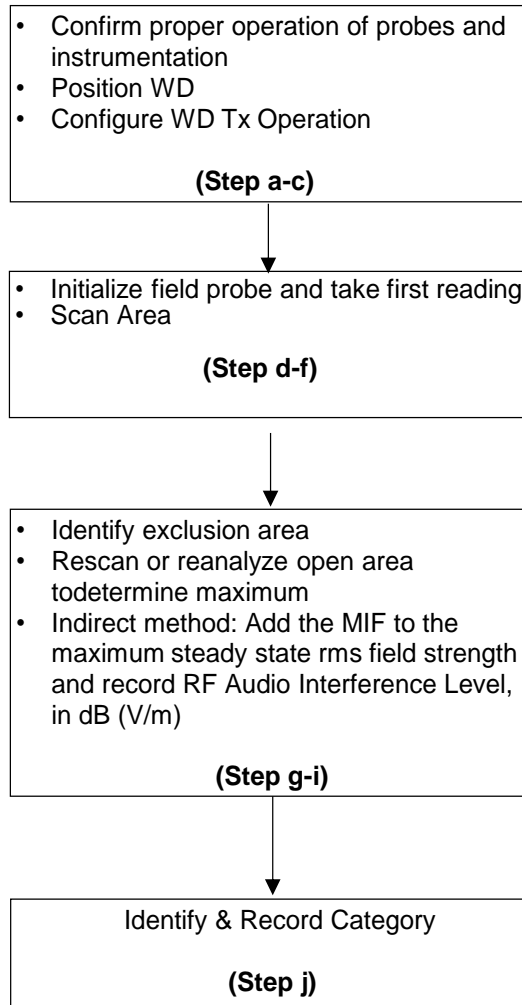 • Confirm proper operation of probes and
instrumentation
• Position WD
• Configure WD Tx Operation
(Step a-c)
• Initialize field probe and take first reading
• Scan Area
(Step d-f)
• Identify exclusion area
• Rescan or reanalyze open area
todetermine maximum
• Indirect method: Add the MIF to the
maximum steady state rms field strength
and record RF Audio Interference Level,
in dB (V/m)
(Step g-i)
Identify & Record Category
(Step j)